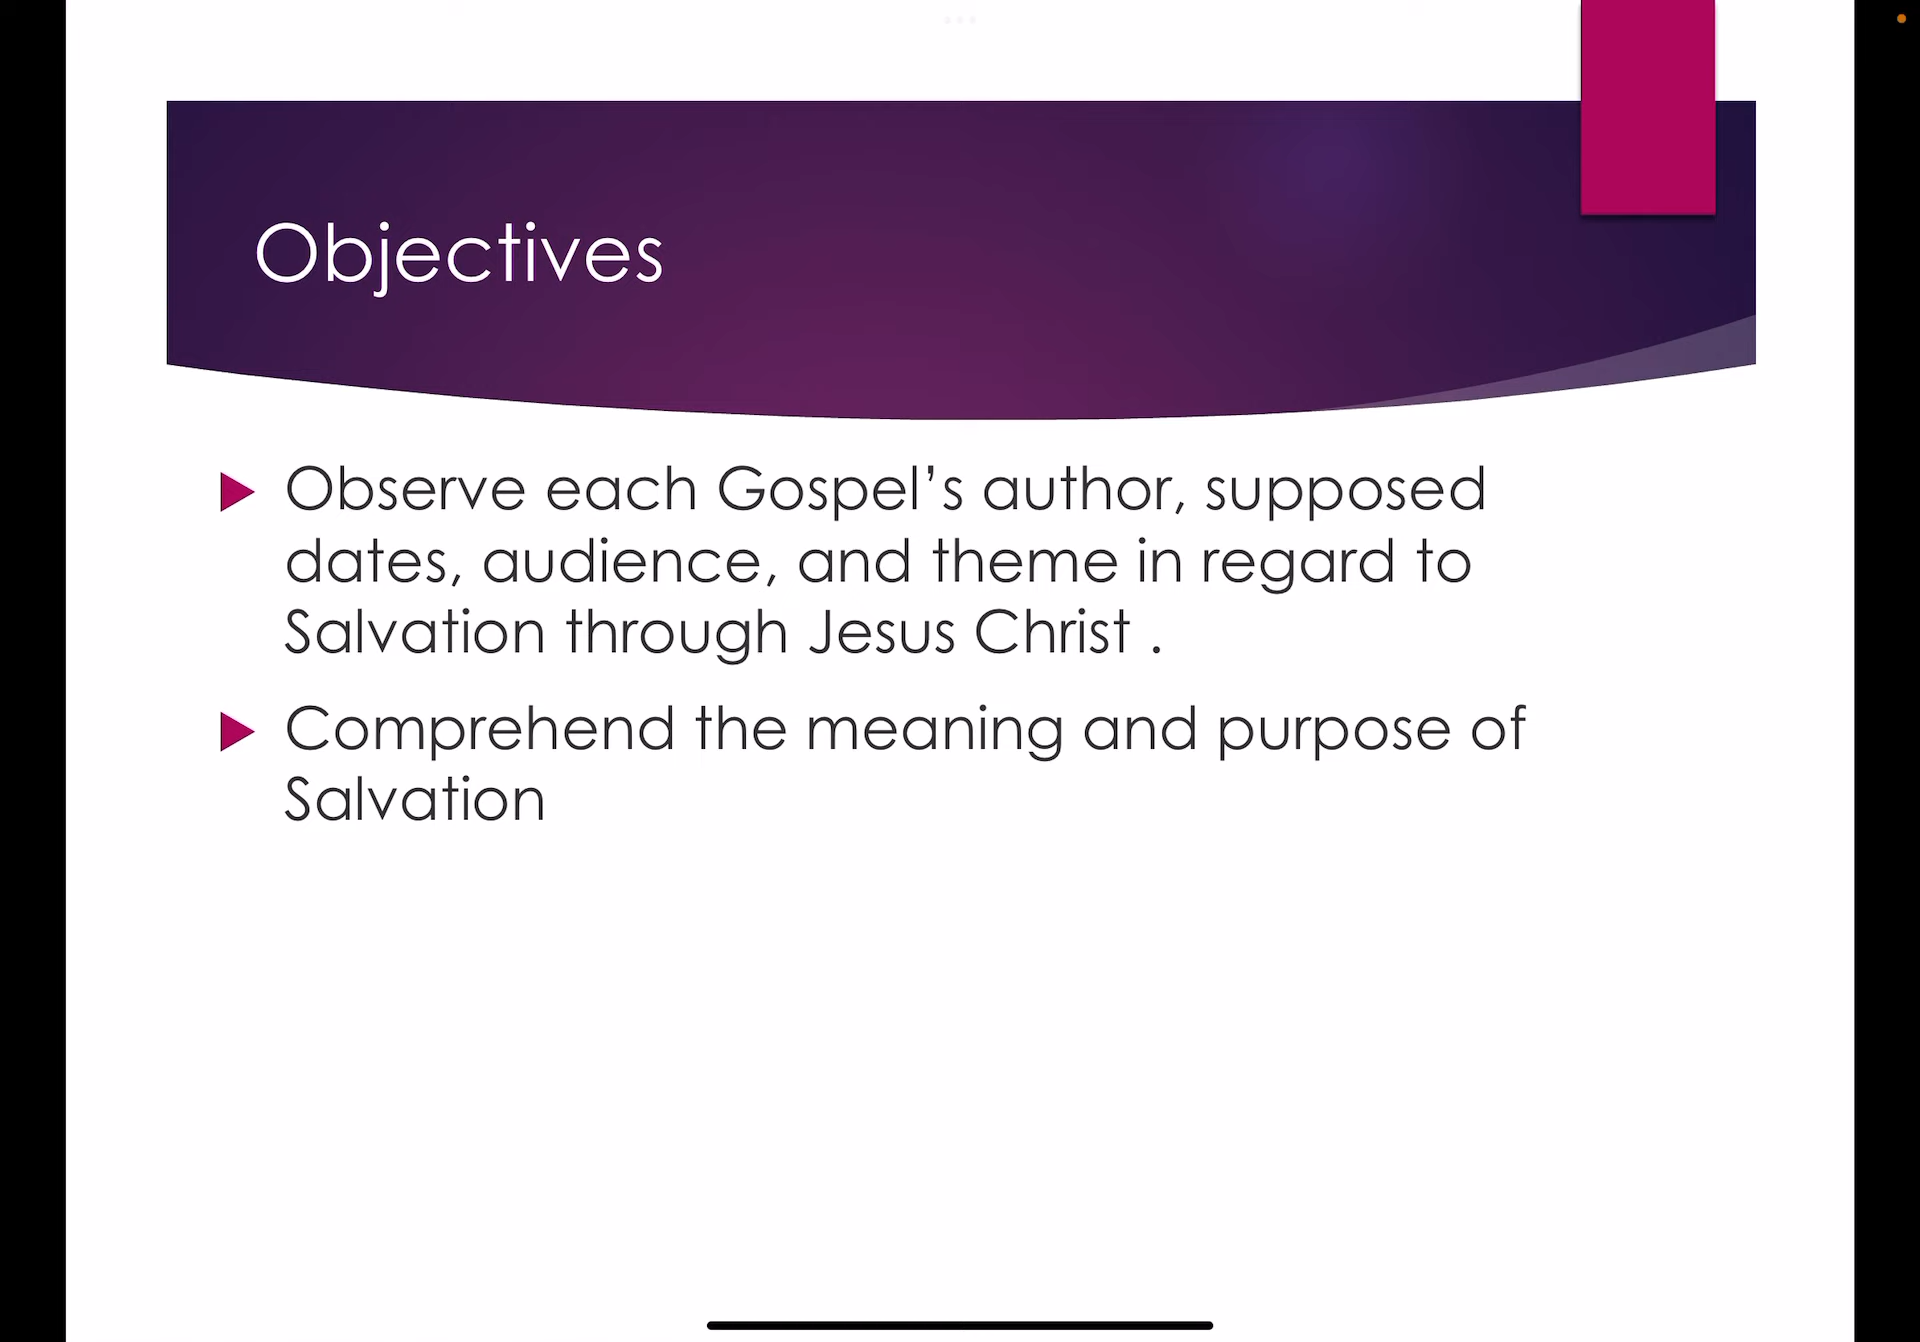 Objectives
Observe each Gospel’s author, supposed
dates, audience, and theme in regard to
Salvation through Jesus Christ .
Comprehend the meaning and purpose of
Salvation